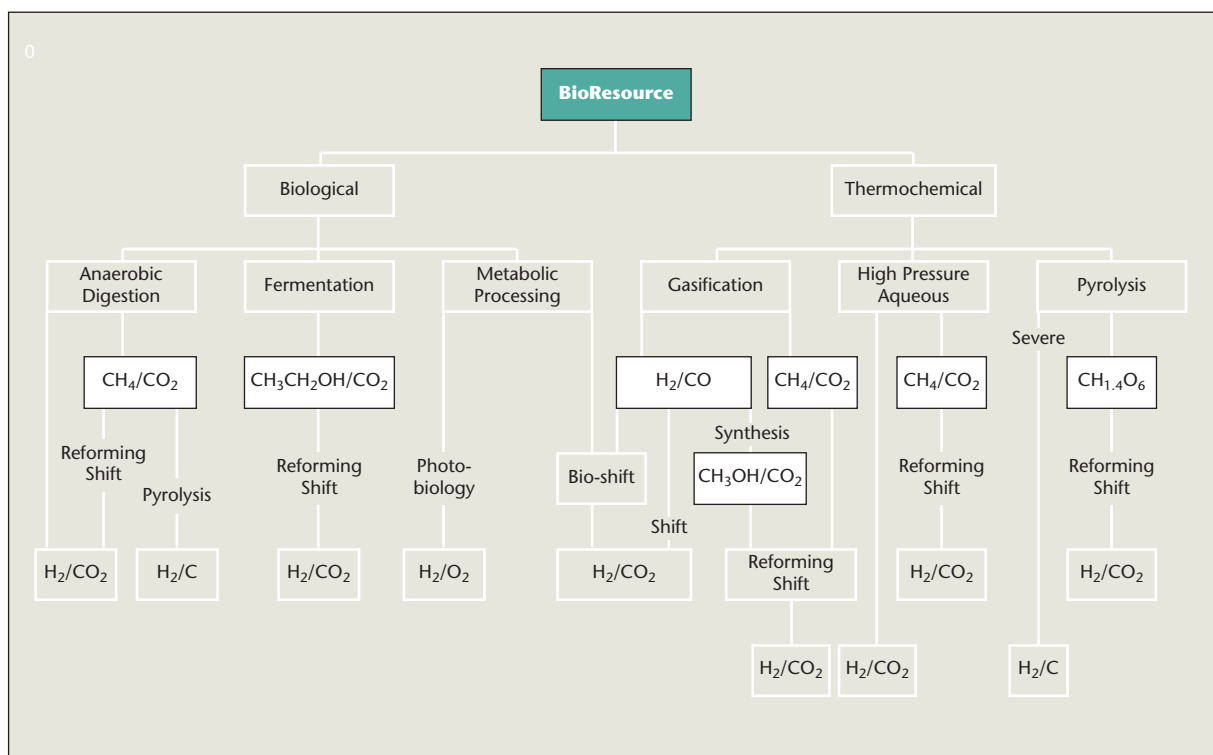 0
BioResource
Biological
Thermochemical
Anaerobic
Digestion
Fermentation
Metabolic
Processing
Gasification
High Pressure
Aqueous
Pyrolysis
Severe
CH₄/CO₂
CH₃CH₂OH/CO₂
H₂/CO
CH₄/CO₂
CH₄/CO₂
CH₁.₄O₆
Synthesis
Reforming
Shift
Pyrolysis
Reforming
Shift
Photo-
biology
Bio-shift
CH₃OH/CO₂
Reforming
Shift
Reforming
Shift
Shift
H₂/CO₂
H₂/C
H₂/CO₂
H₂/O₂
H₂/CO₂
Reforming
Shift
H₂/CO₂
H₂/CO₂
H₂/CO₂
H₂/CO₂
H₂/C